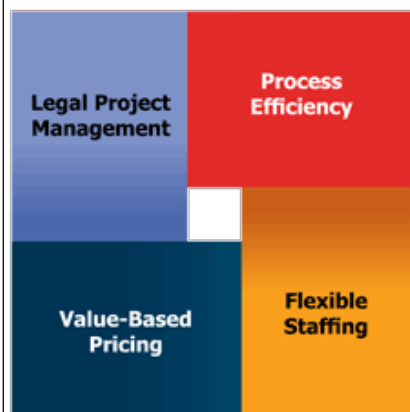 Legal Project
Management
Process
Efficiency
Value-Based
Pricing
Flexible
Staffing